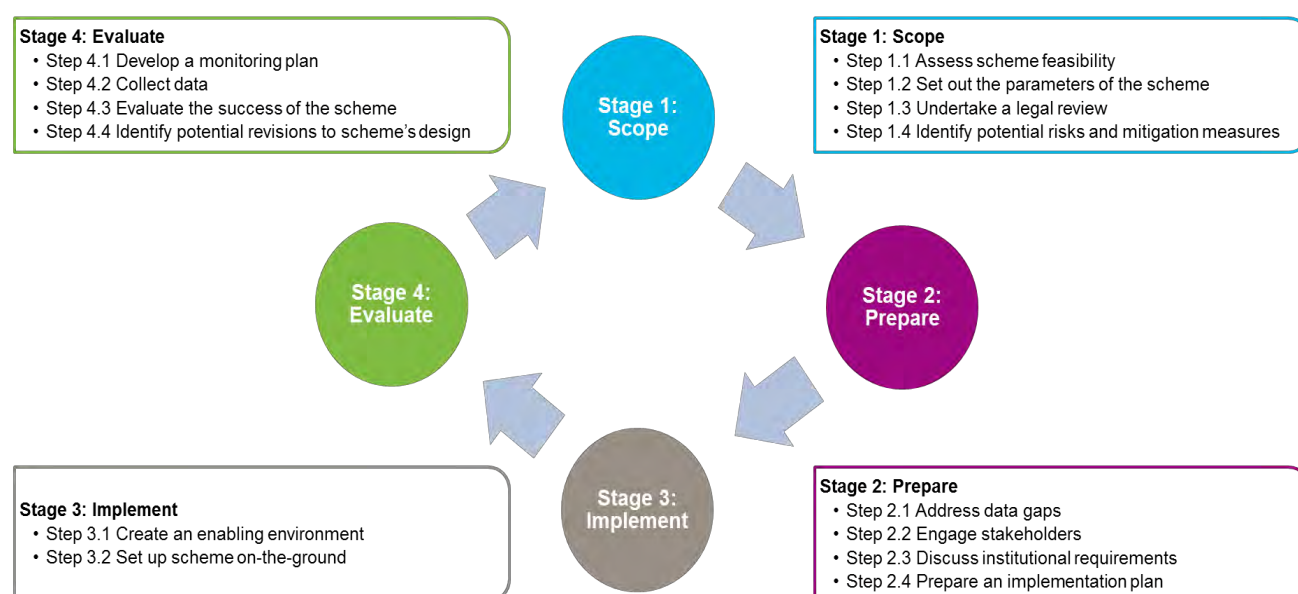 Stage 4: Evaluate
• Step 4.1 Develop a monitoring plan
• Step 4.2 Collect data
• Step 4.3 Evaluate the success of the scheme
• Step 4.4 Identify potential revisions to scheme's design
Stage 1:
Scope
Stage 1: Scope
• Step 1.1 Assess scheme feasibility
• Step 1.2 Set out the parameters of the scheme
• Step 1.3 Undertake a legal review
• Step 1.4 Identify potential risks and mitigation measures
Stage 4:
Evaluate
Stage 2:
Prepare
Stage 3: Implement
• Step 3.1 Create an enabling environment
• Step 3.2 Set up scheme on-the-ground
Stage 3:
Implement
Stage 2: Prepare
• Step 2.1 Address data gaps
• Step 2.2 Engage stakeholders
• Step 2.3 Discuss institutional requirements
• Step 2.4 Prepare an implementation plan